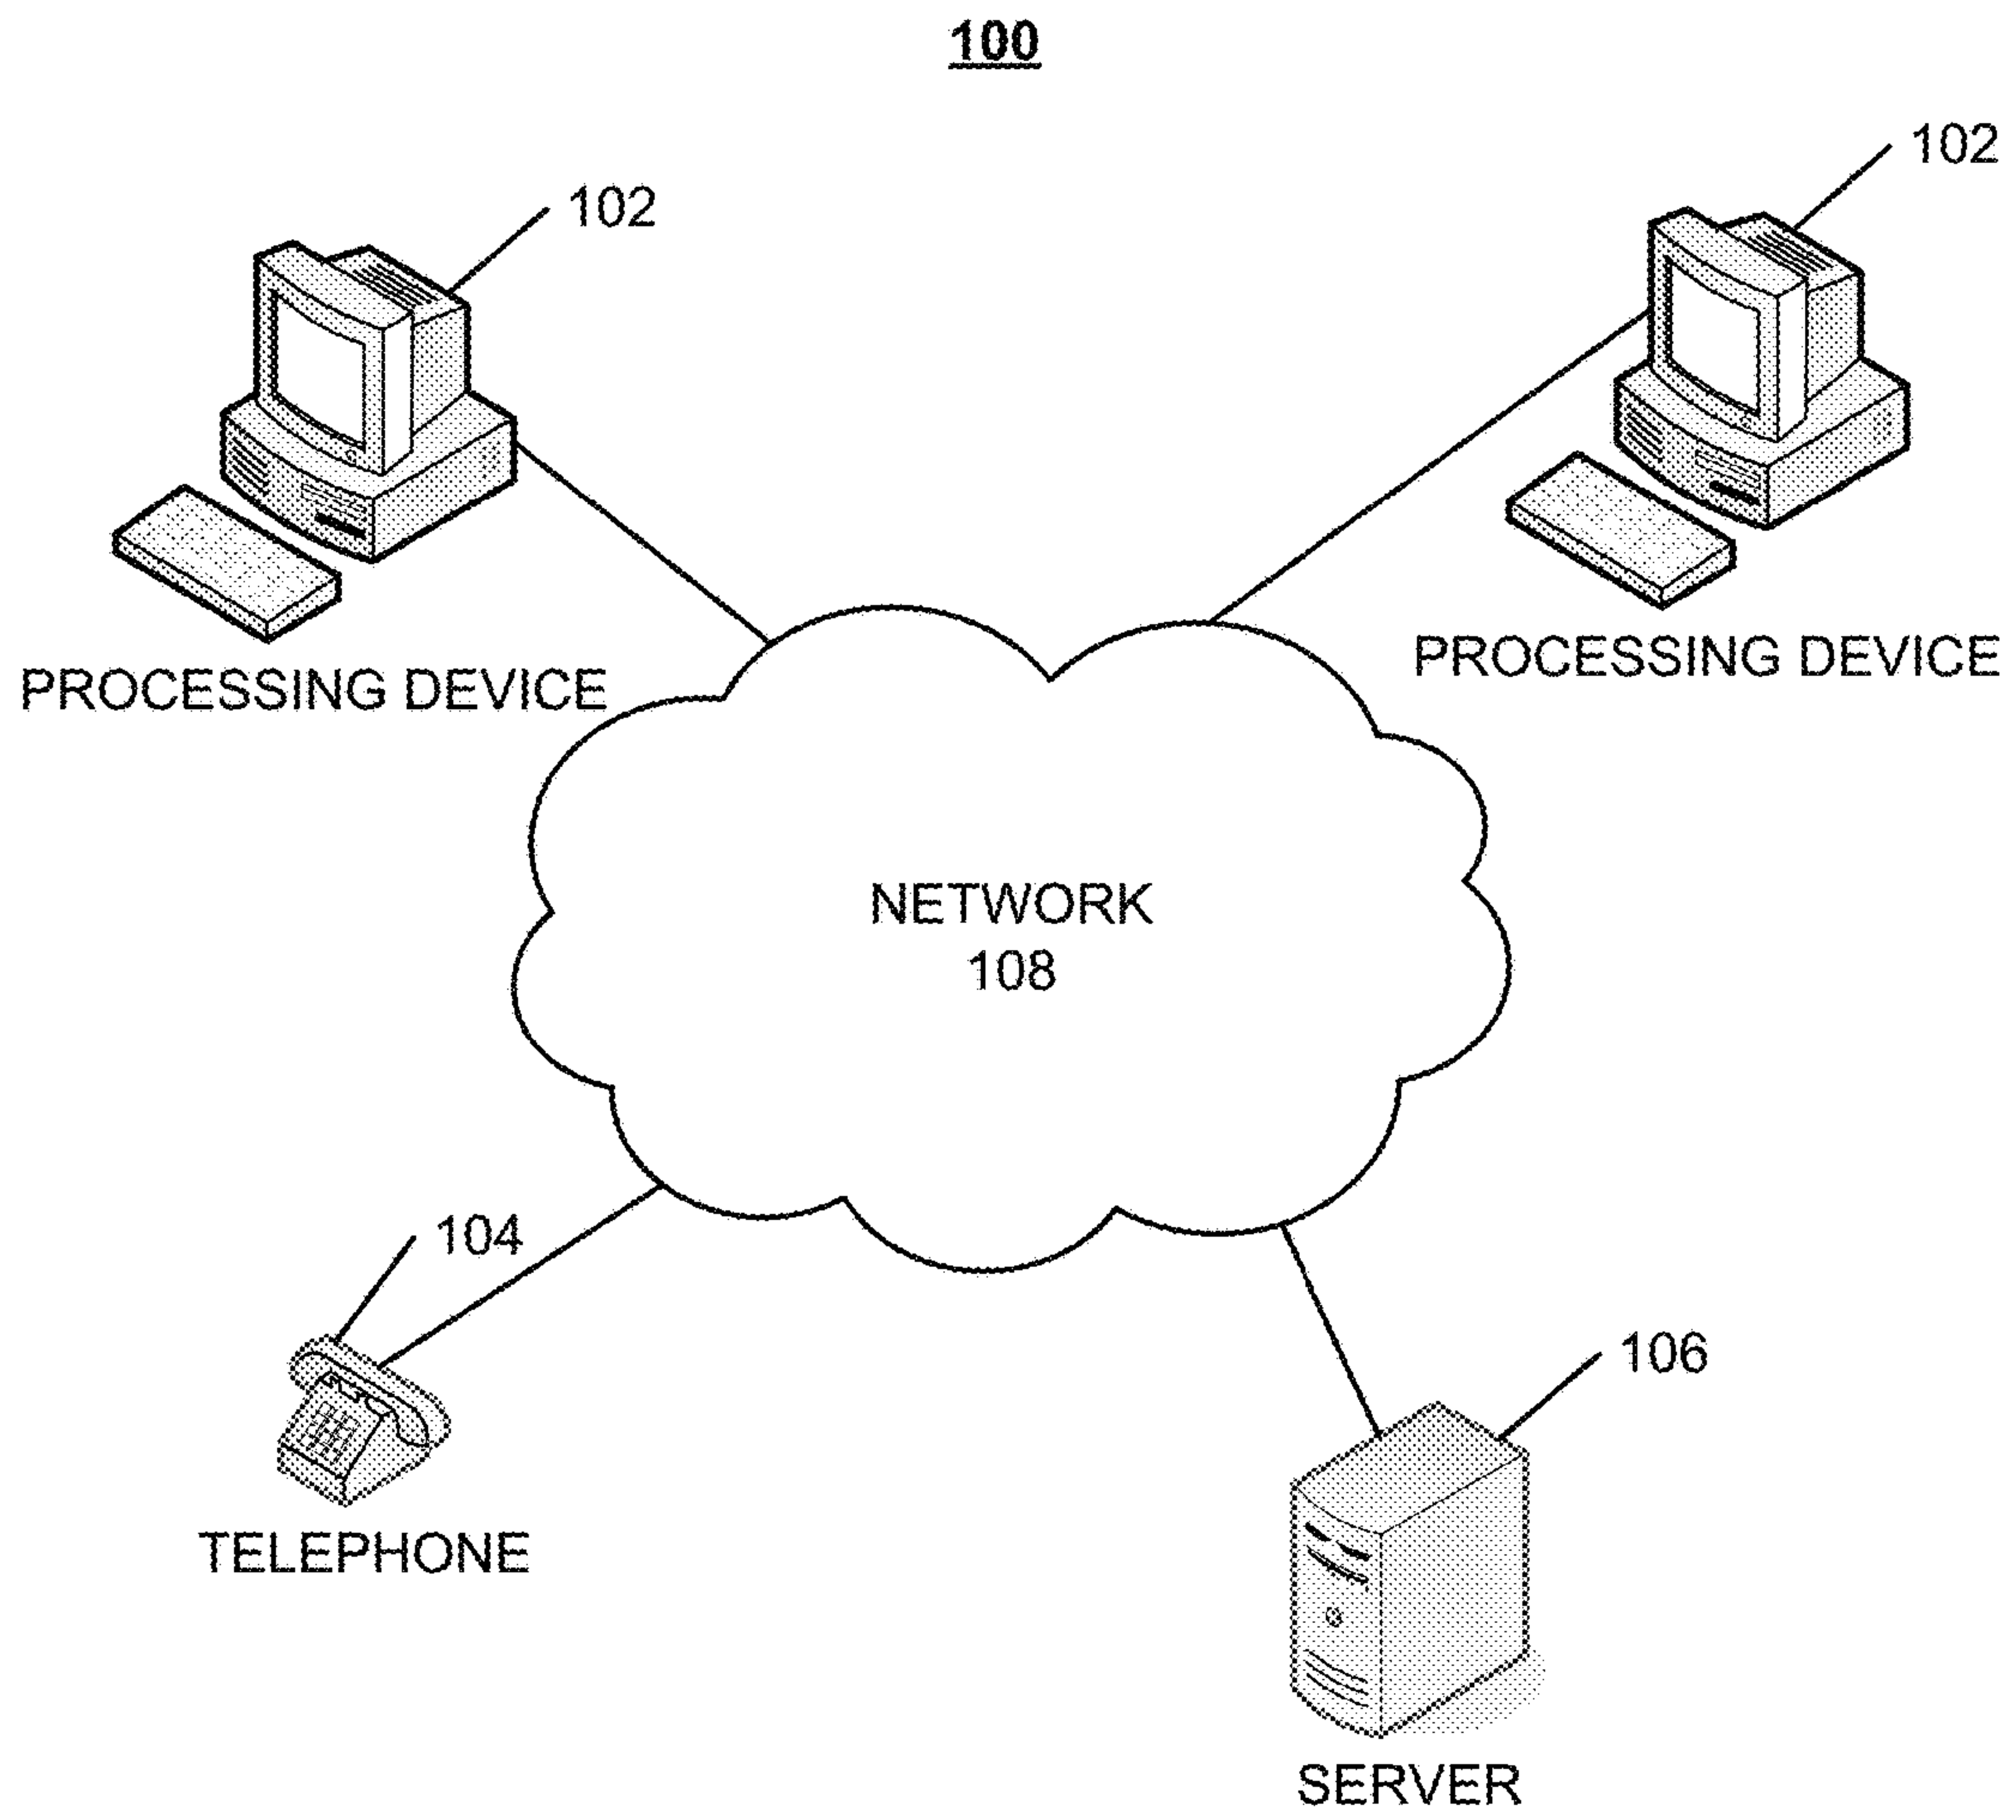 100
102
102
PROCESSING DEVICE
PROCESSING DEVICE
NETWORK
108
104
106
TELEPHONE
SERVER